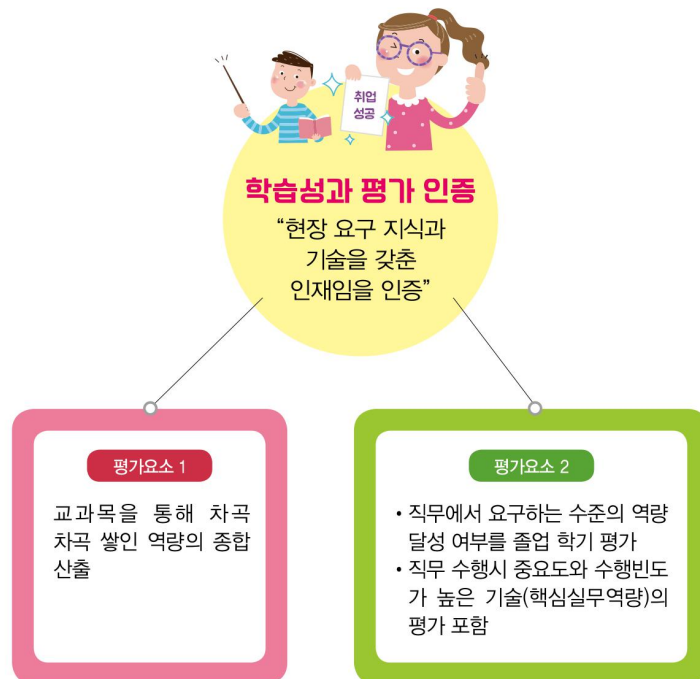 취업
성공
학습성과 평가 인증
“현장 요구 지식과
기술을 갖춘
인재임을 인증”
평가요소 1
교과목을 통해 차곡
차곡 쌓인 역량의 종합
산출
평가요소 2
• 직무에서 요구하는 수준의 역량
달성 여부를 졸업 학기 평가
• 직무 수행시 중요도와 수행빈도
가 높은 기술(핵심실무역량)의
평가 포함